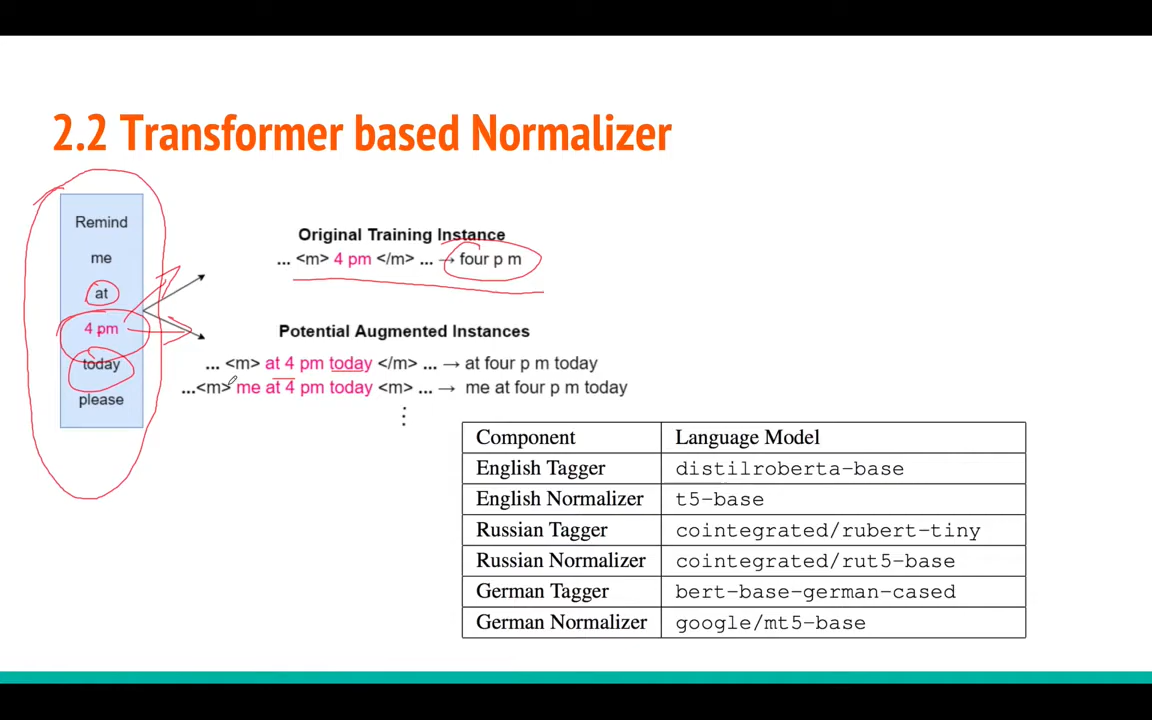 2.2 Transformer based Normalizer
Remind
me
at
4 pm
today
please
Original Training Instance
... <m> 4 pm </m> ... → four p m
Potential Augmented Instances
... <m> at 4 pm today </m> ... → at four p m today
...<m> me at 4 pm today <m> ... → me at four p m today
⋮
Component Language Model
English Tagger distilroberta-base
English Normalizer t5-base
Russian Tagger cointegrated/rubert-tiny
Russian Normalizer cointegrated/rut5-base
German Tagger bert-base-german-cased
German Normalizer google/mt5-base